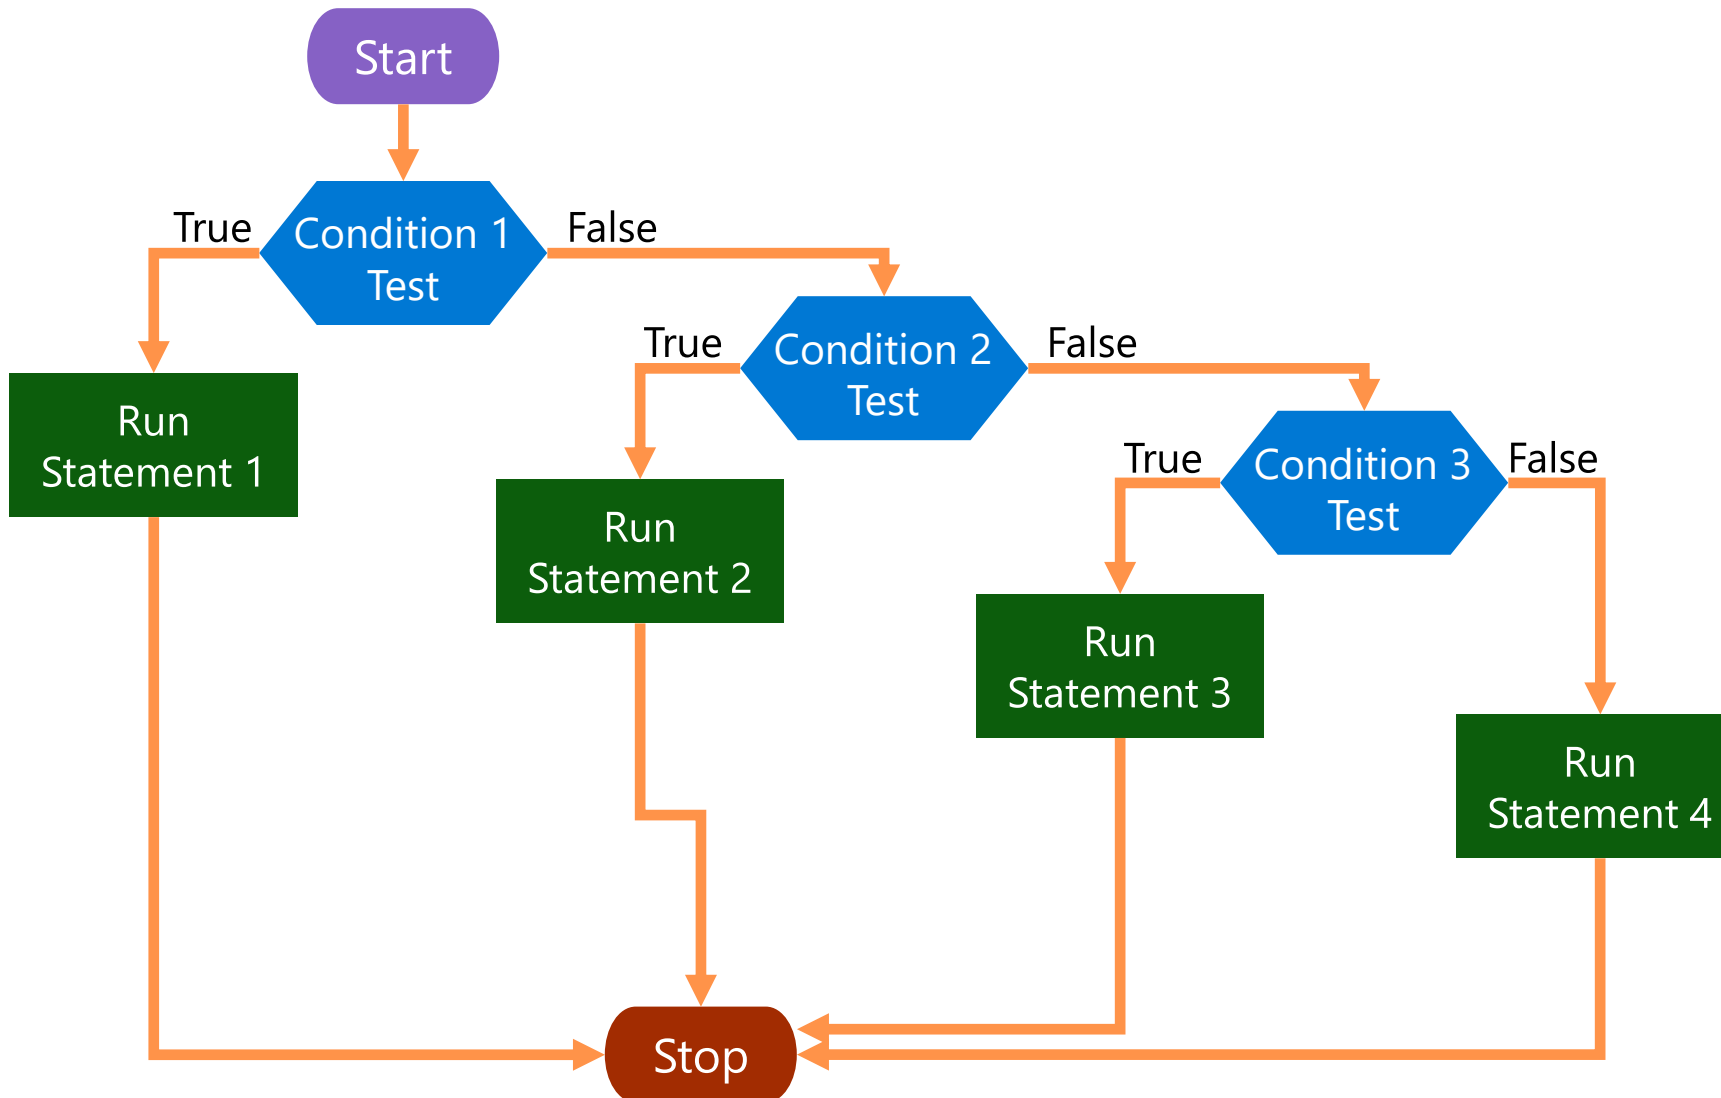 Start
True
Condition 1
Test
False
True
Condition 2
Test
False
True
Condition 3
Test
False
Run
Statement 1
Run
Statement 2
Run
Statement 3
Run
Statement 4
Stop